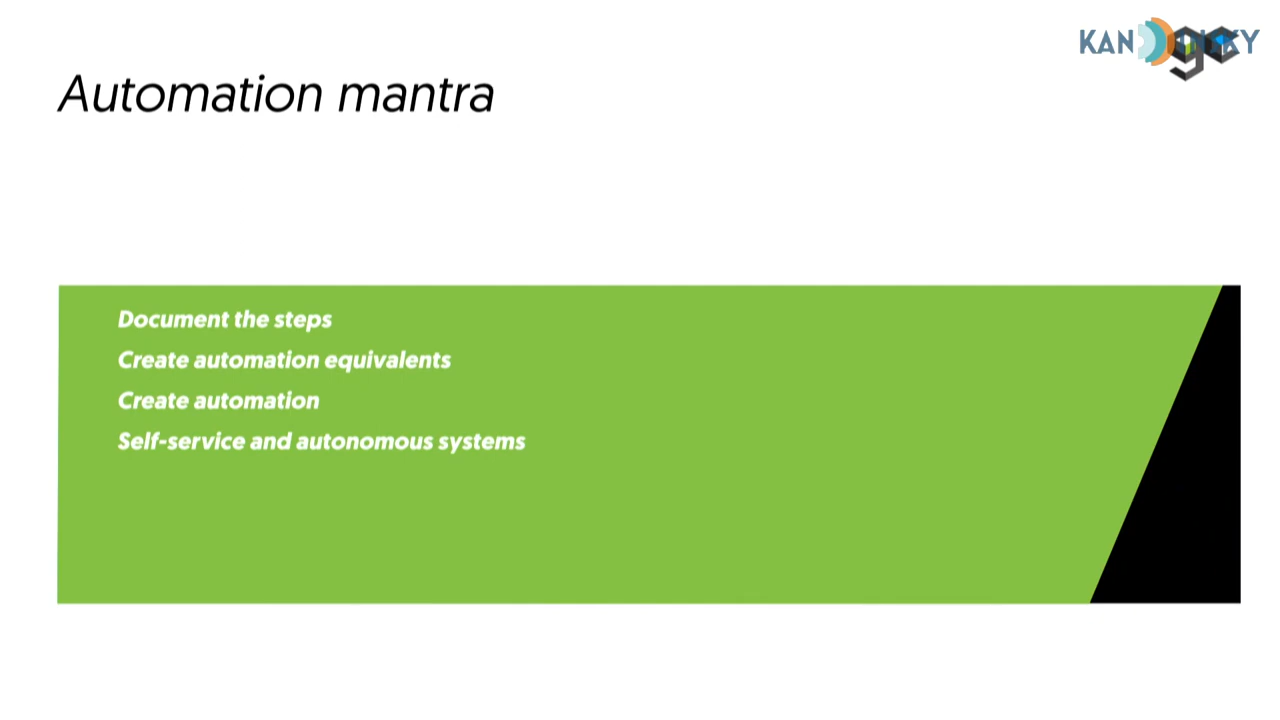 Automation mantra
Document the steps
Create automation equivalents
Create automation
Self-service and autonomous systems